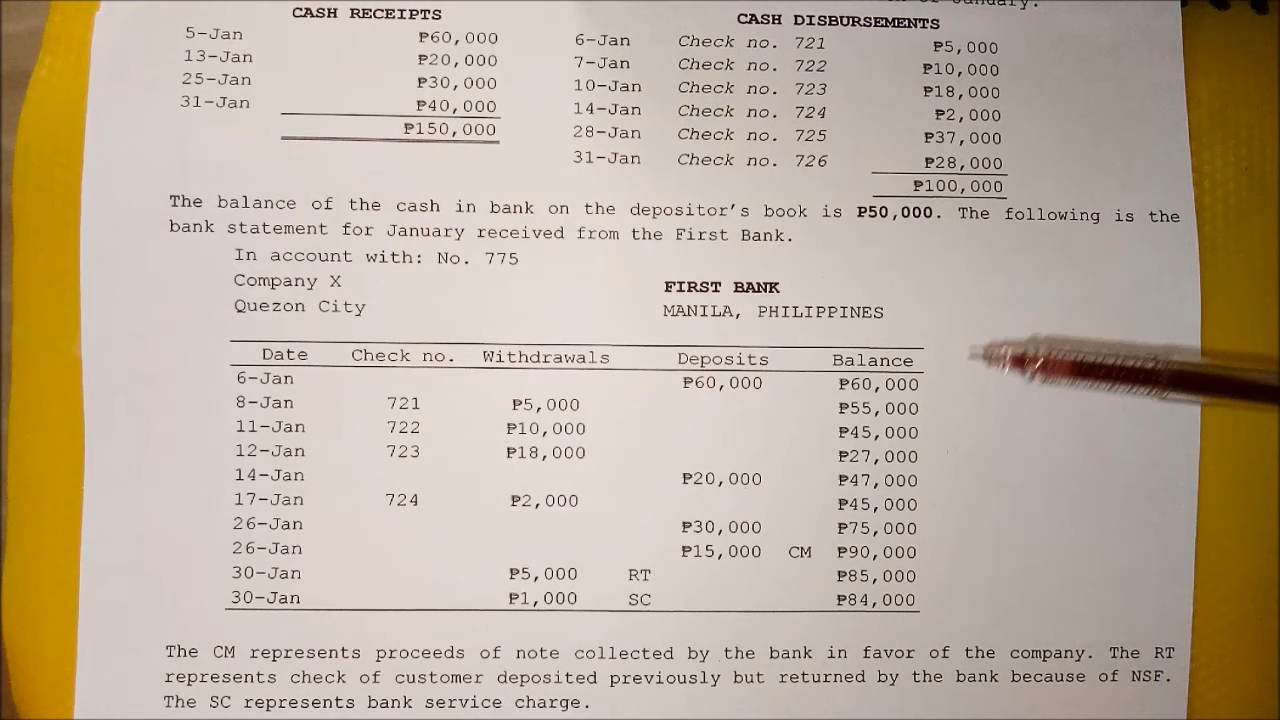 January.
CASH RECEIPTS CASH DISBURSEMENTS
5-Jan ₱60,000 6-Jan Check no. 721 ₱5,000
13-Jan ₱20,000 7-Jan Check no. 722 ₱10,000
25-Jan ₱30,000 10-Jan Check no. 723 ₱18,000
31-Jan ₱40,000 14-Jan Check no. 724 ₱2,000
₱150,000 28-Jan Check no. 725 ₱37,000
31-Jan Check no. 726 ₱28,000
₱100,000
The balance of the cash in bank on the depositor's book is ₱50,000. The following is the
bank statement for January received from the First Bank.
In account with: No. 775
Company X FIRST BANK
Quezon City MANILA, PHILIPPINES
Date Check no. Withdrawals Deposits Balance
6-Jan ₱60,000 ₱60,000
8-Jan 721 ₱5,000 ₱55,000
11-Jan 722 ₱10,000 ₱45,000
12-Jan 723 ₱18,000 ₱27,000
14-Jan ₱20,000 ₱47,000
17-Jan 724 ₱2,000 ₱45,000
26-Jan ₱30,000 ₱75,000
26-Jan ₱15,000 CM ₱90,000
30-Jan ₱5,000 RT ₱85,000
30-Jan ₱1,000 SC ₱84,000
The CM represents proceeds of note collected by the bank in favor of the company. The RT
represents check of customer deposited previously but returned by the bank because of NSF.
The SC represents bank service charge.